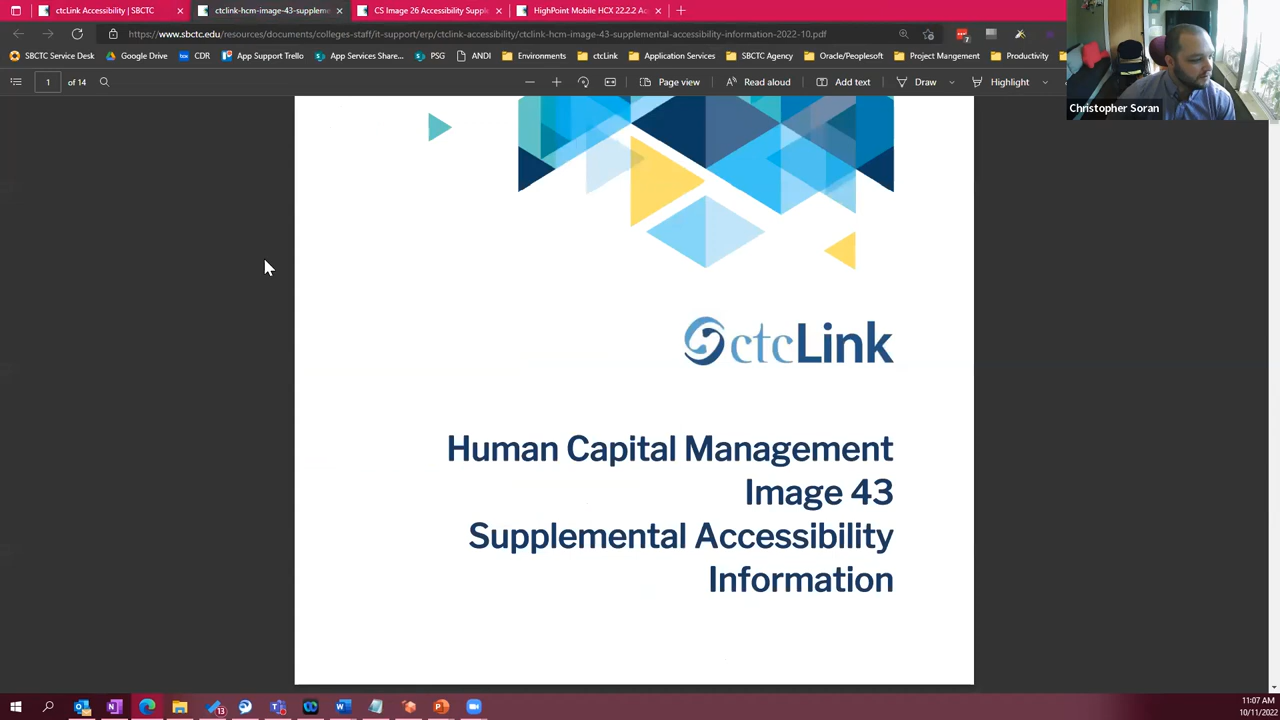 ctcLink Accessibility | SBCTC
ctclink-hcm-image-43-suppleme
CS Image 26 Accessibility Supple
HighPoint Mobile HCX 22.2.2 Ac
https://www.sbctc.edu/resources/documents/colleges-staff/it-support/erp/ctclink-accessibility/ctclink-hcm-image-43-supplemental-accessibility-information-2022-10.pdf
SBCTC Service Desk
Google Drive
CDR
App Support Trello
App Services Share...
PSG
ANDI
Environments
ctcLink
Application Services
SBCTC Agency
Oracle/Peoplesoft
Project Mangement
Productivity
1 of 14
Page view
Read aloud
Add text
Draw
Highlight
Christopher Soran
ctcLink
Human Capital Management
Image 43
Supplemental Accessibility
Information
11:07 AM
10/11/2022